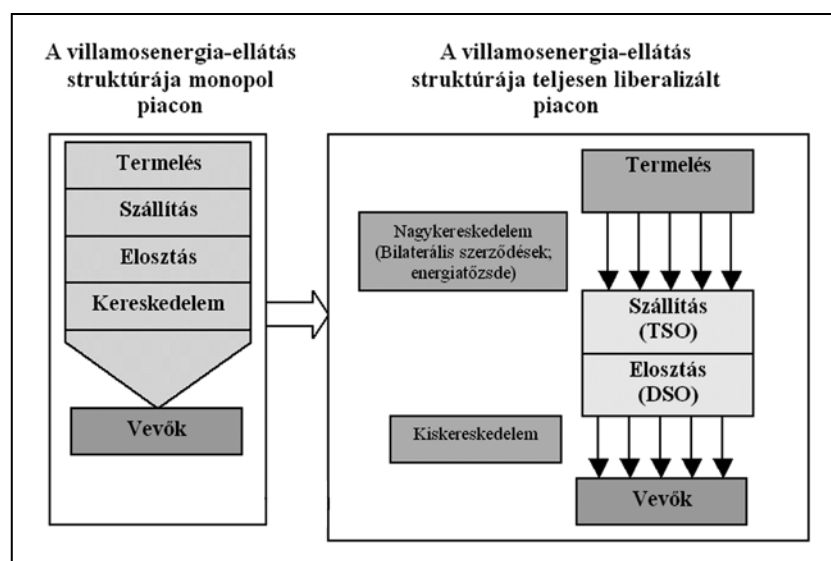 A villamosenergia-ellátás
struktúrája monopol
piacon
Termelés
Szállítás
Elosztás
Kereskedelem
Vevők
A villamosenergia-ellátás
struktúrája teljesen liberalizált
piacon
Termelés
Nagykereskedelem
(Bilaterális szerződések;
energiatőzsde)
Szállítás
(TSO)
Elosztás
(DSO)
Kiskereskedelem
Vevők